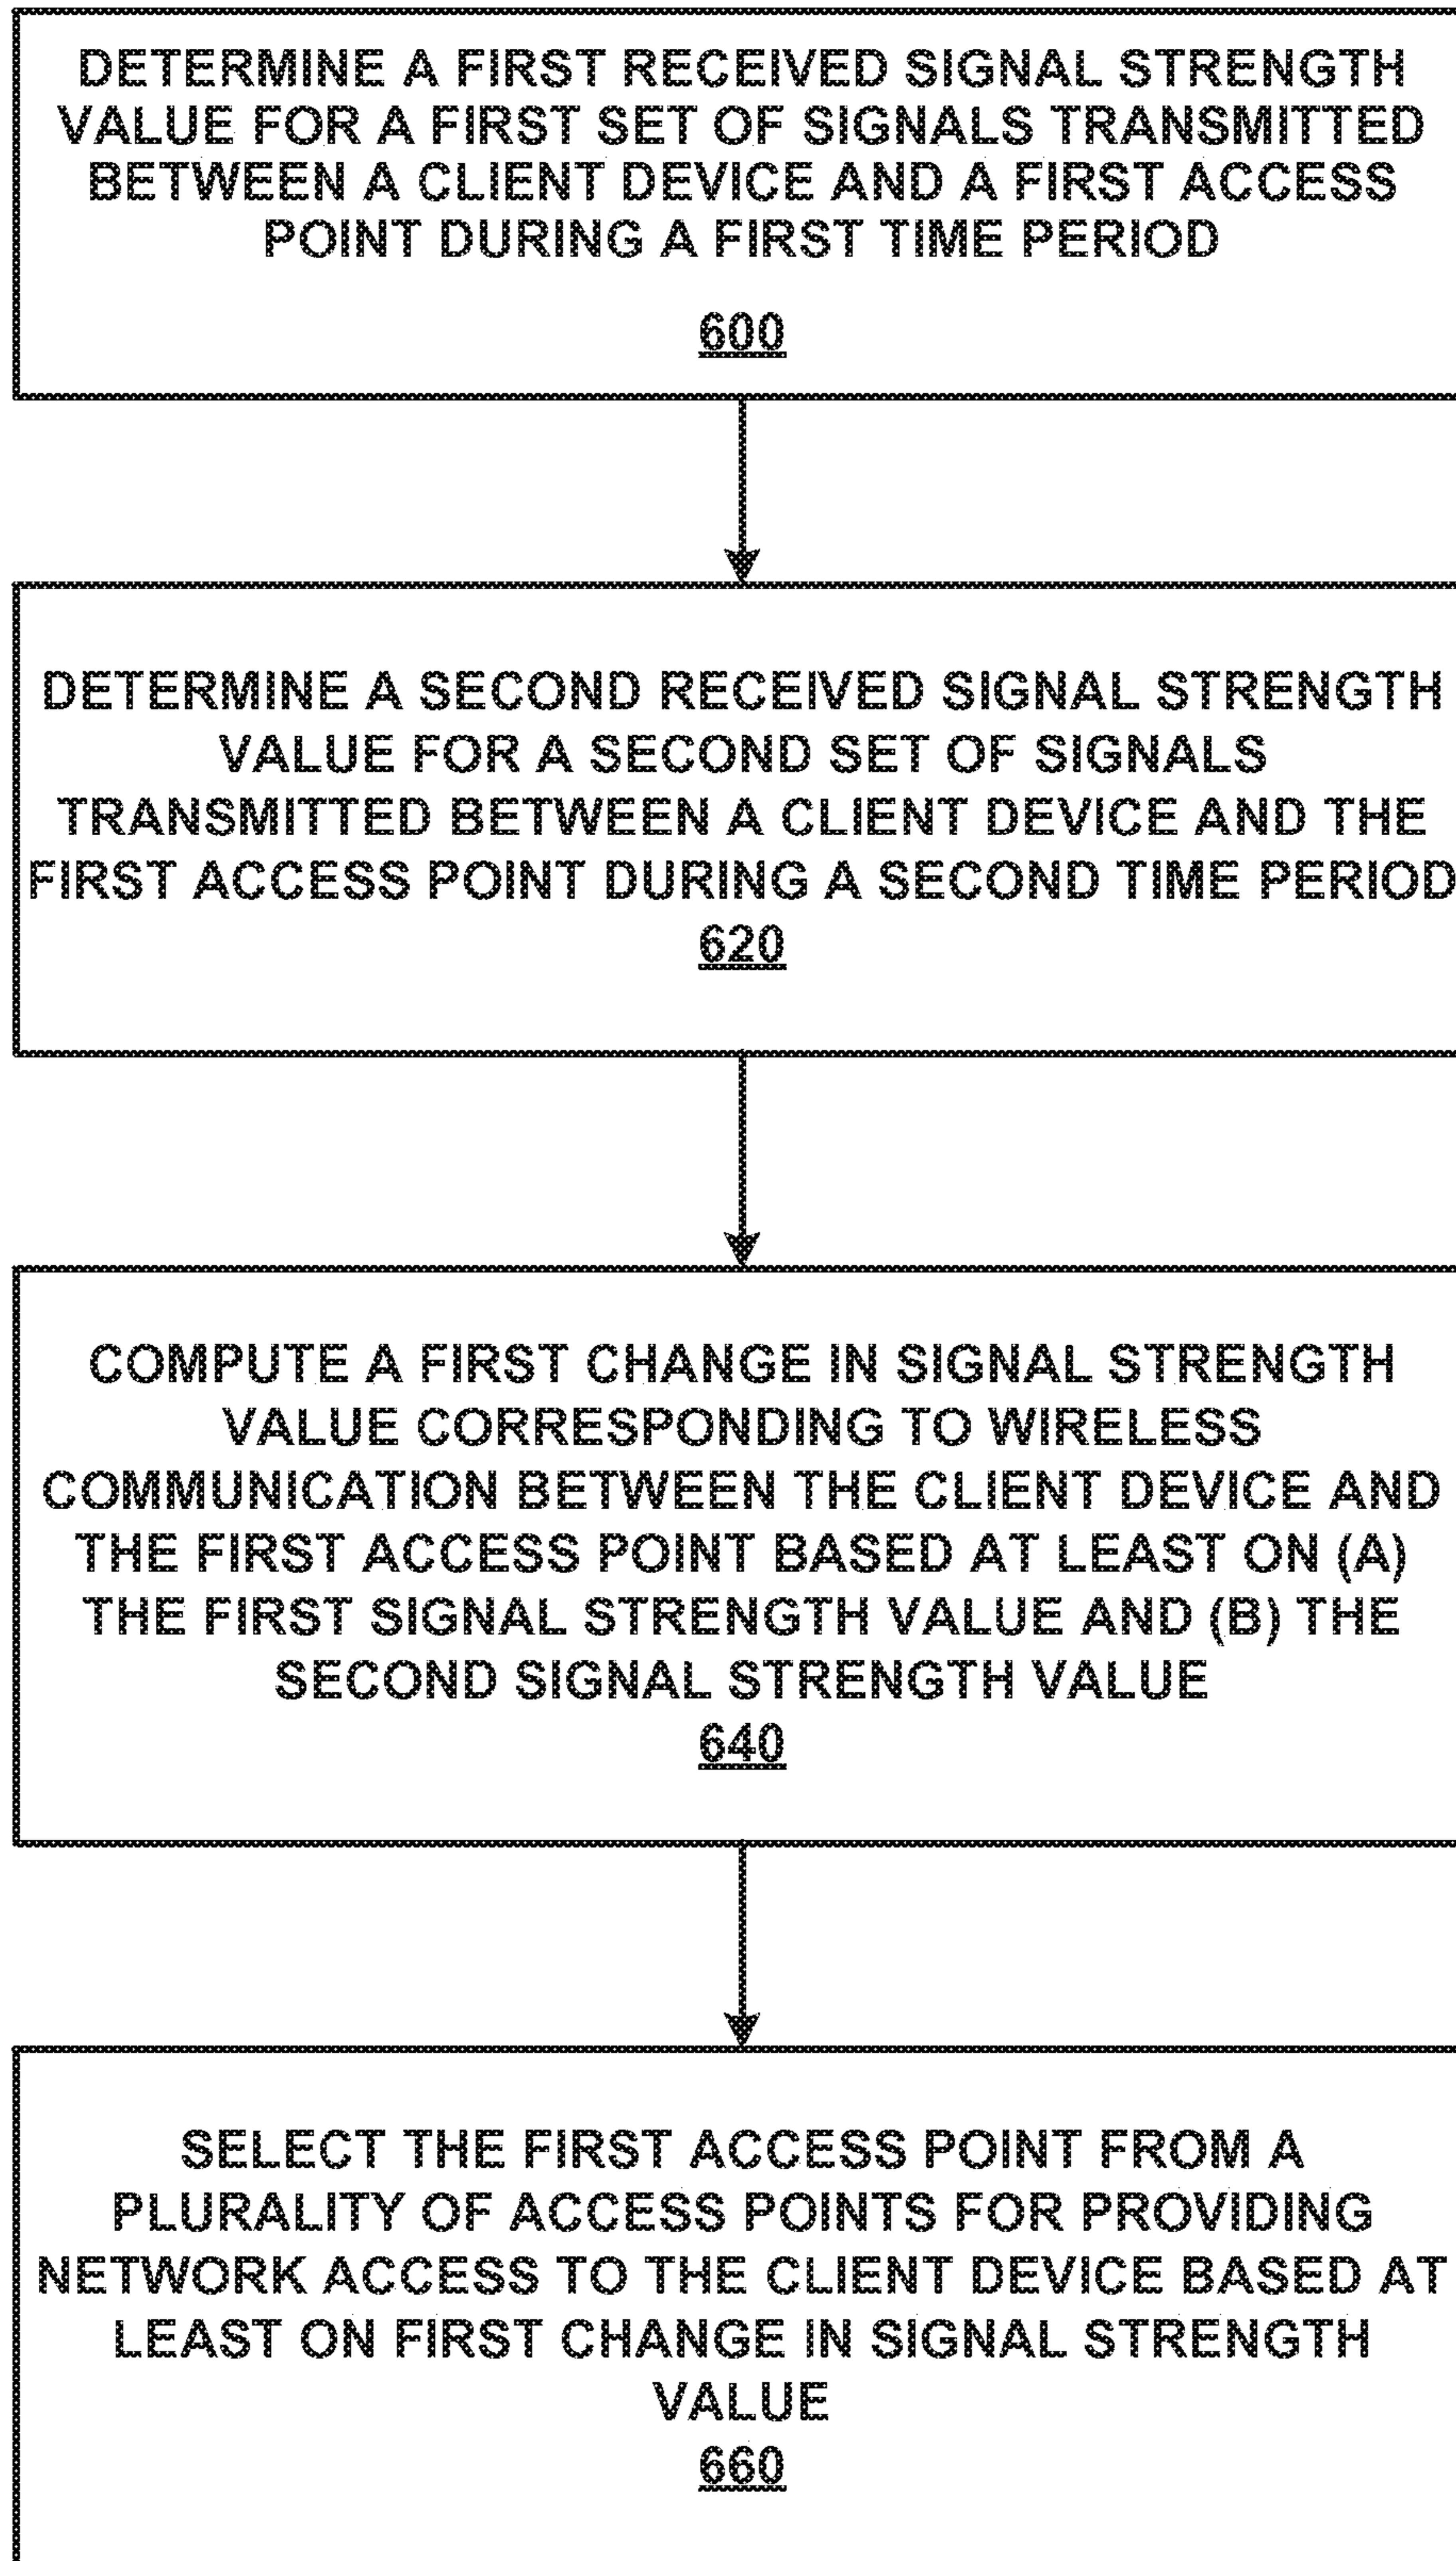 DETERMINE A FIRST RECEIVED SIGNAL STRENGTH
VALUE FOR A FIRST SET OF SIGNALS TRANSMITTED
BETWEEN A CLIENT DEVICE AND A FIRST ACCESS
POINT DURING A FIRST TIME PERIOD
600
DETERMINE A SECOND RECEIVED SIGNAL STRENGTH
VALUE FOR A SECOND SET OF SIGNALS
TRANSMITTED BETWEEN A CLIENT DEVICE AND THE
FIRST ACCESS POINT DURING A SECOND TIME PERIOD
620
COMPUTE A FIRST CHANGE IN SIGNAL STRENGTH
VALUE CORRESPONDING TO WIRELESS
COMMUNICATION BETWEEN THE CLIENT DEVICE AND
THE FIRST ACCESS POINT BASED AT LEAST ON (A)
THE FIRST SIGNAL STRENGTH VALUE AND (B) THE
SECOND SIGNAL STRENGTH VALUE
640
SELECT THE FIRST ACCESS POINT FROM A
PLURALITY OF ACCESS POINTS FOR PROVIDING
NETWORK ACCESS TO THE CLIENT DEVICE BASED AT
LEAST ON FIRST CHANGE IN SIGNAL STRENGTH
VALUE
660